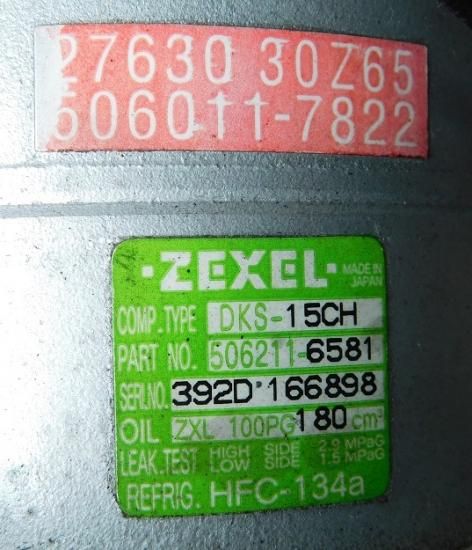 27630 30Z65
506011-7822
·ZEXEL· MADE IN JAPAN
COMP.TYPE DKS-15CH
PART NO. 506211-6581
SERI.NO. 392D*166898
OIL ZXL 100PG 180 cm³
LEAK.TEST HIGH SIDE 2.9 MPaG
LOW SIDE 1.5 MPaG
REFRIG. HFC-134a